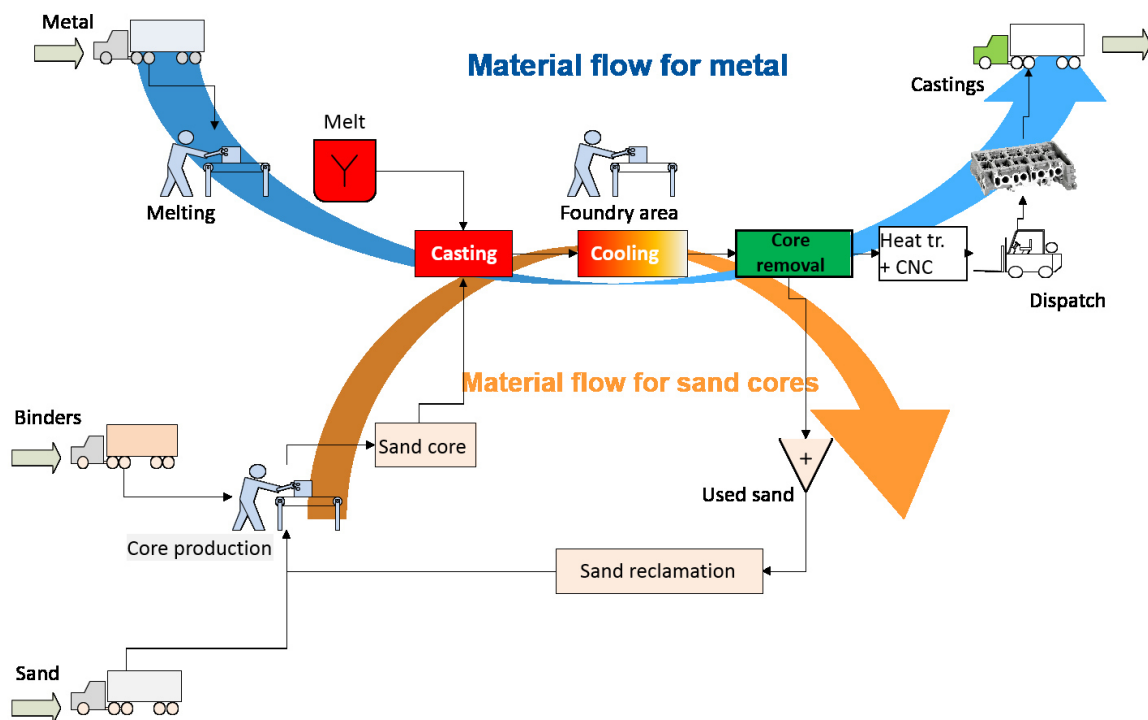 Metal
Material flow for metal
Castings
Melt
Melting
Foundry area
Casting
Cooling
Core
removal
Heat tr.
+ CNC
Dispatch
Material flow for sand cores
Binders
Sand core
+
Used sand
Core production
Sand reclamation
Sand